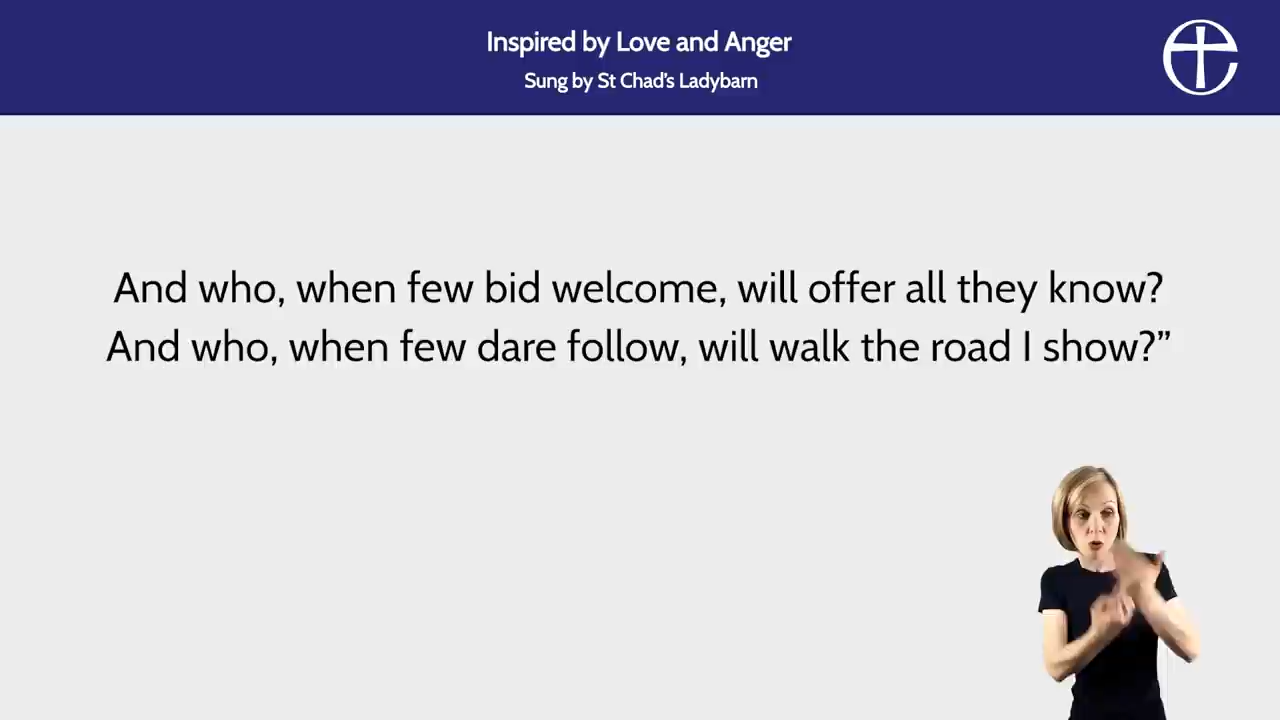 Inspired by Love and Anger
Sung by St Chad's Ladybarn
And who, when few bid welcome, will offer all they know?
And who, when few dare follow, will walk the road I show?”